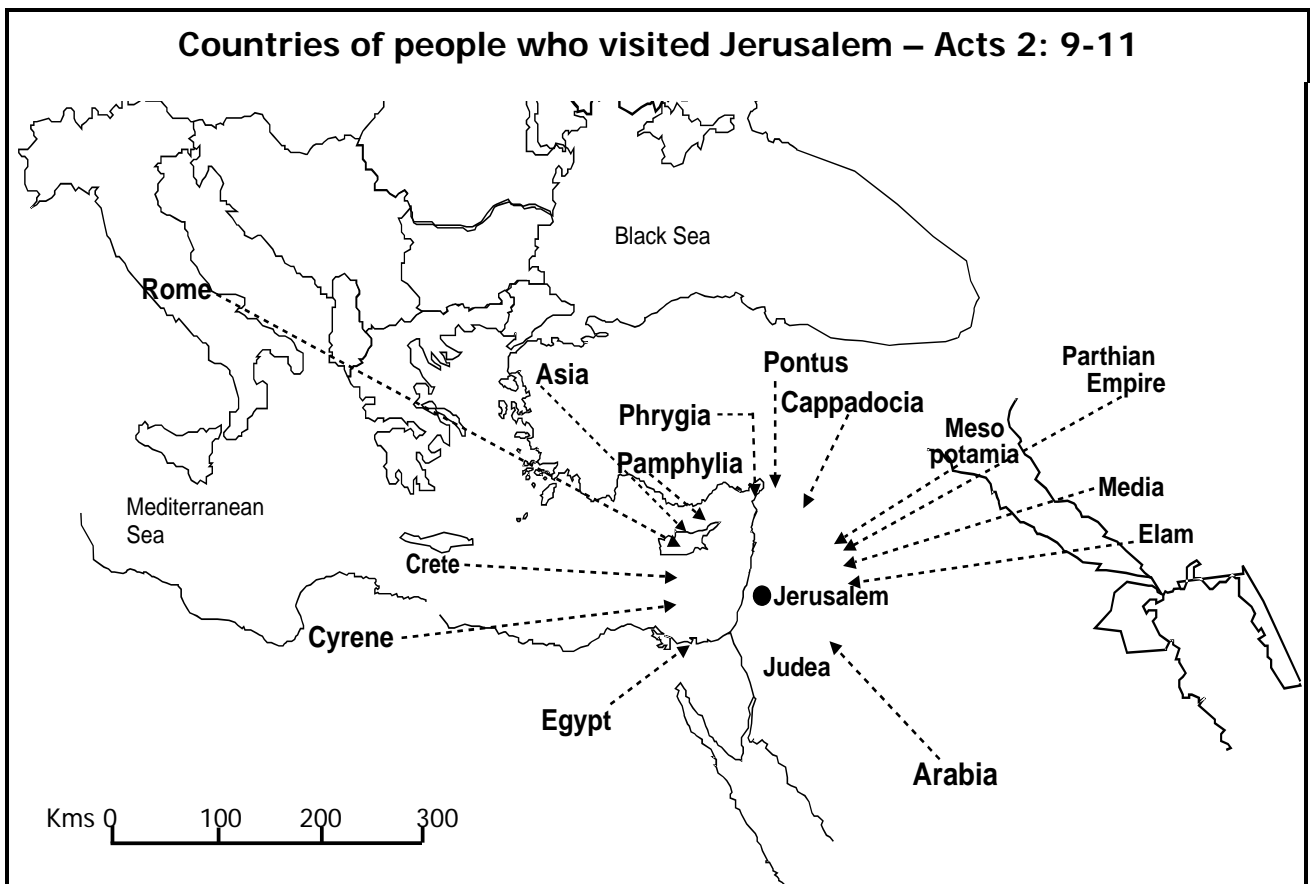 Countries of people who visited Jerusalem – Acts 2: 9-11
Black Sea
Rome
Asia
Pontus
Parthian
Empire
Phrygia
Cappadocia
Meso
potamia
Pamphylia
Media
Mediterranean
Sea
Elam
Crete
Jerusalem
Cyrene
Judea
Egypt
Arabia
Kms 0 100 200 300